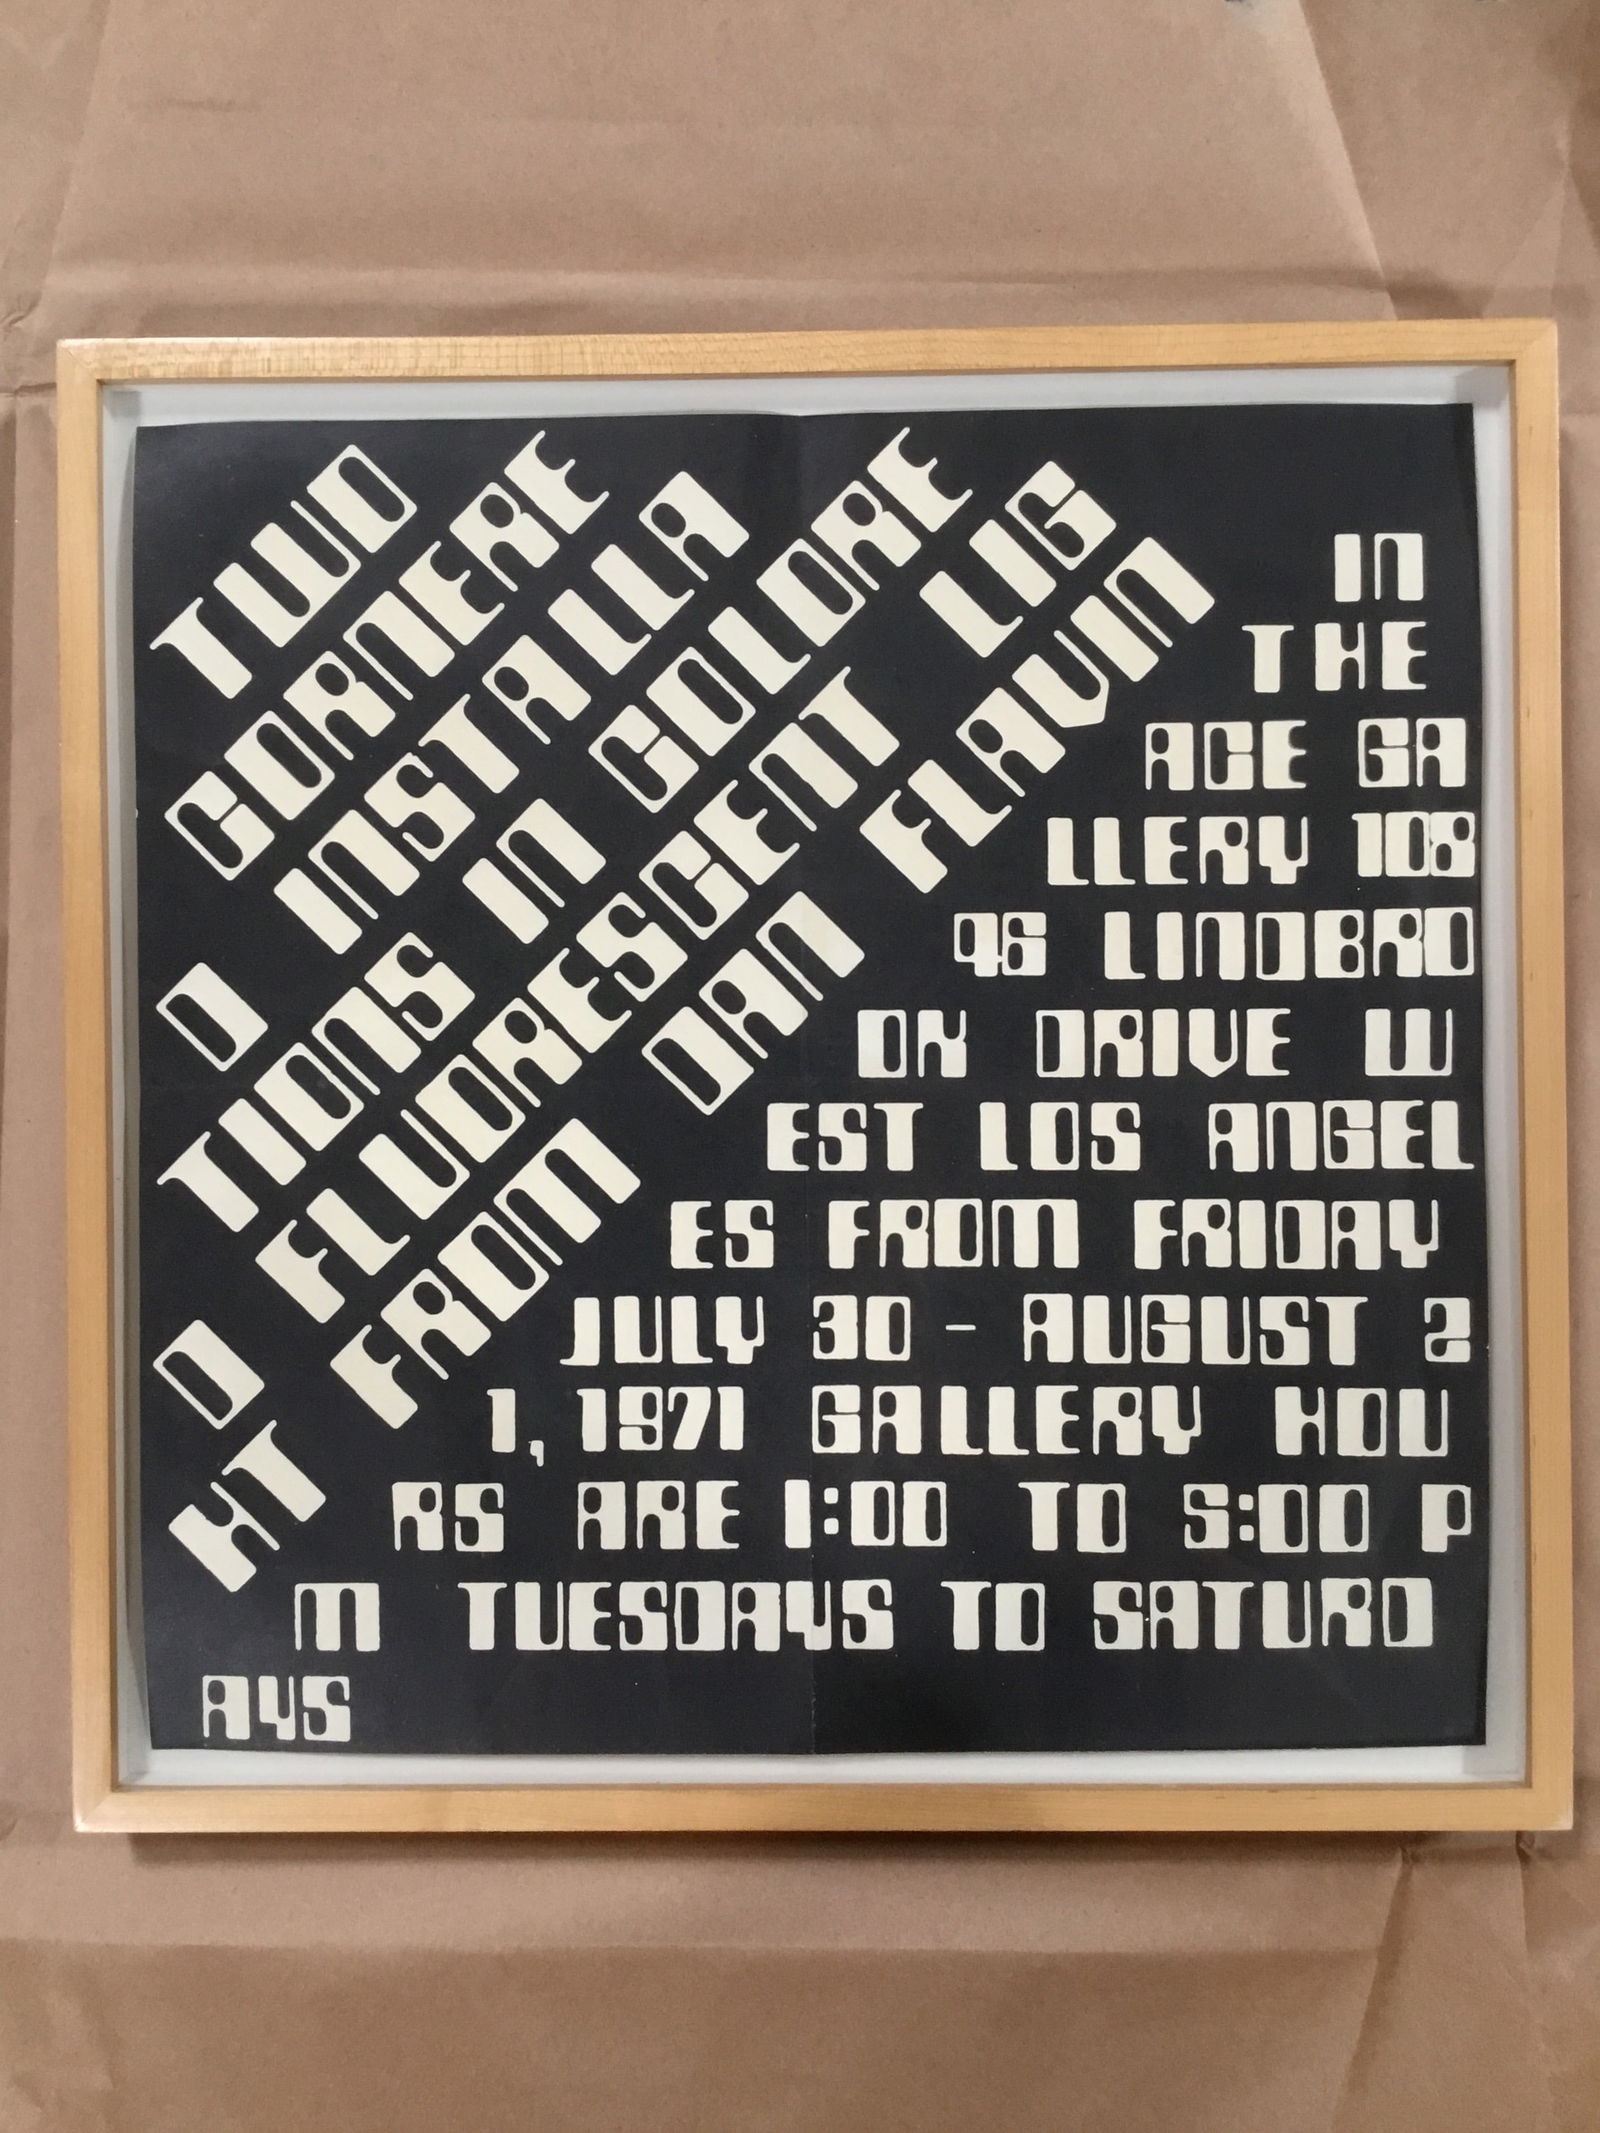 TWO
CORNERE
D INSTALLA
TIONS IN COLORE
D FLUORESCENT LIG
HT FROM DAN FLAVIN
IN
THE
ACE GA
LLERY 108
96 LINDBRO
OK DRIVE W
EST LOS ANGEL
ES FROM FRIDAY
JULY 30 - AUGUST 2
1, 1971 GALLERY HOU
RS ARE 1:00 TO 5:00 P
M TUESDAYS TO SATURD
AYS